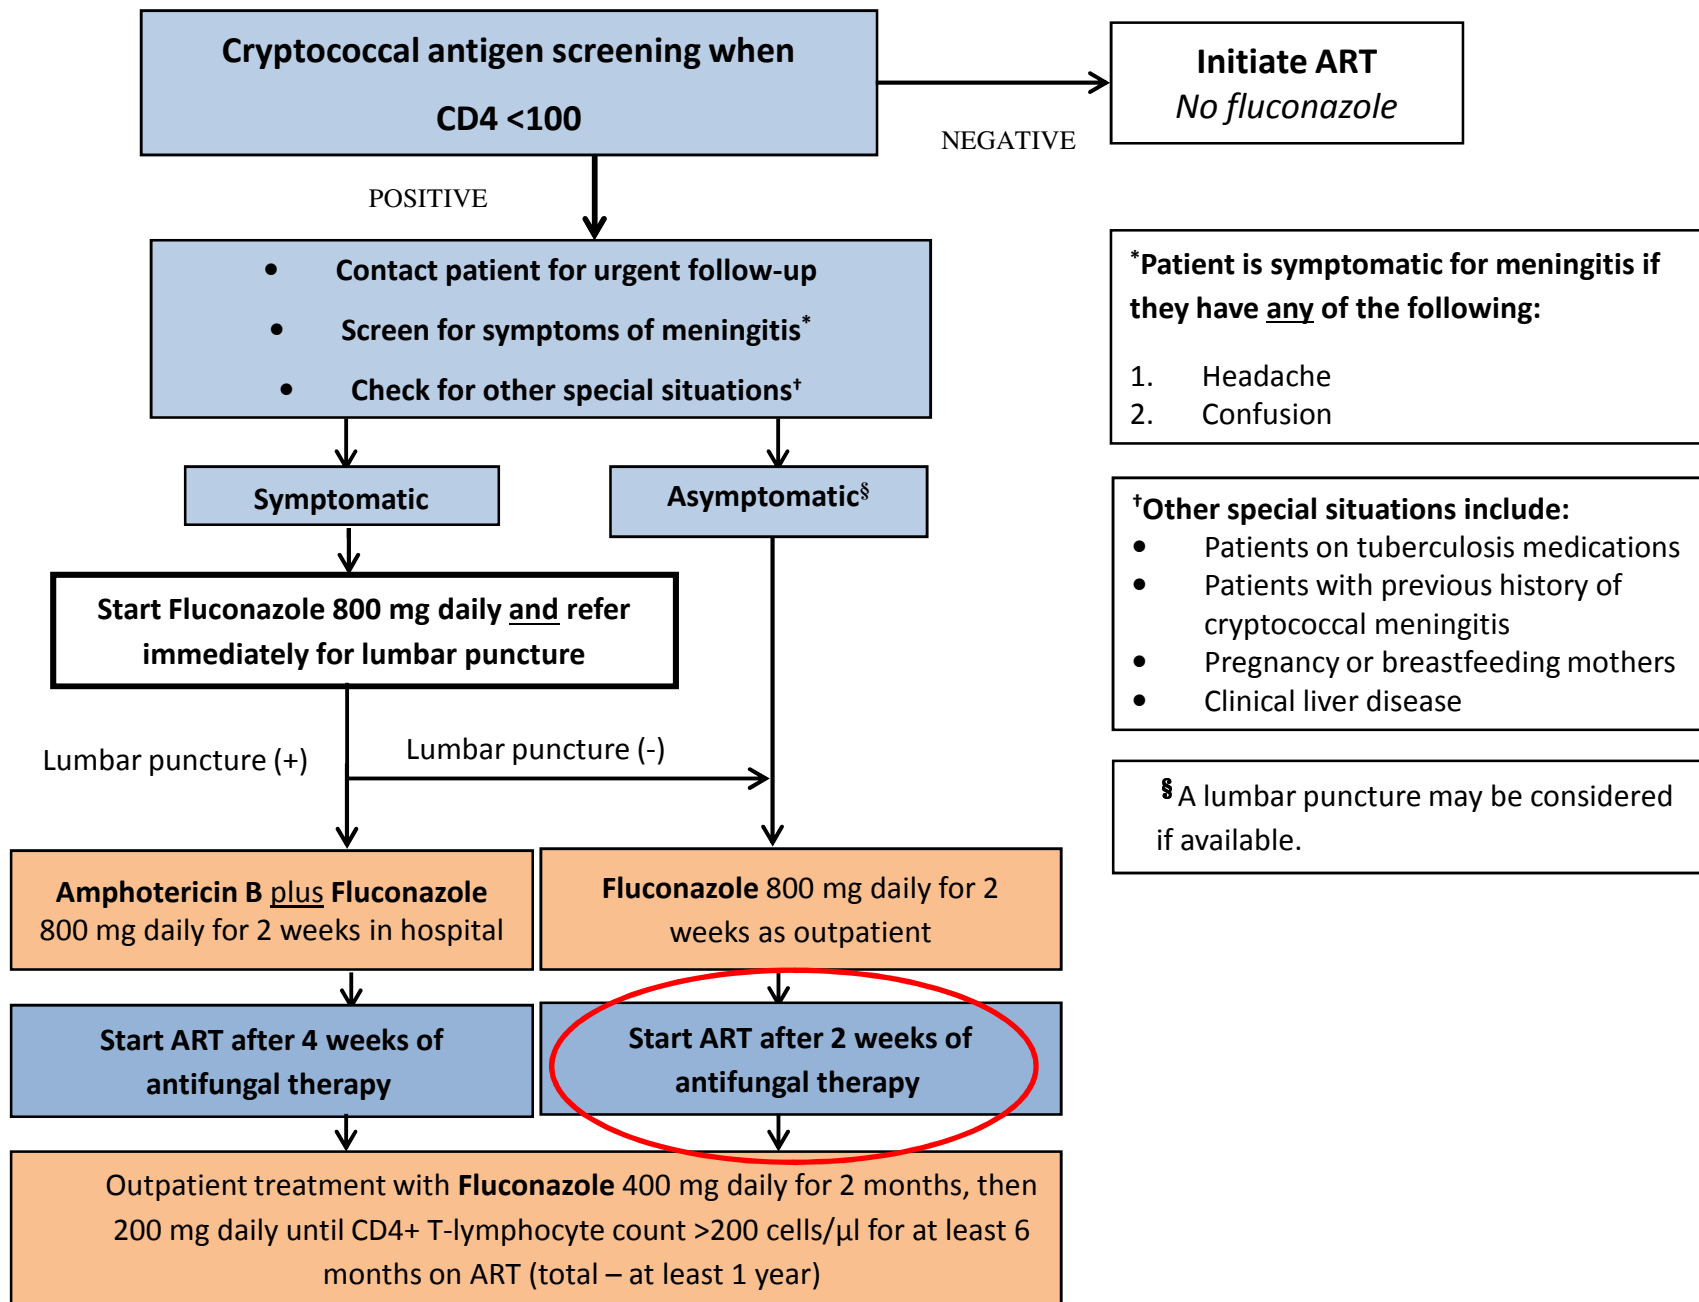 Cryptococcal antigen screening when
CD4 <100
Initiate ART
No fluconazole
NEGATIVE
POSITIVE
• Contact patient for urgent follow-up
• Screen for symptoms of meningitis*
• Check for other special situations†
*Patient is symptomatic for meningitis if
they have any of the following:
1. Headache
2. Confusion
Symptomatic
Asymptomatic§
†Other special situations include:
• Patients on tuberculosis medications
• Patients with previous history of
cryptococcal meningitis
• Pregnancy or breastfeeding mothers
• Clinical liver disease
Start Fluconazole 800 mg daily and refer
immediately for lumbar puncture
Lumbar puncture (+)
Lumbar puncture (-)
§ A lumbar puncture may be considered
if available.
Amphotericin B plus Fluconazole
800 mg daily for 2 weeks in hospital
Fluconazole 800 mg daily for 2
weeks as outpatient
Start ART after 4 weeks of
antifungal therapy
Start ART after 2 weeks of
antifungal therapy
Outpatient treatment with Fluconazole 400 mg daily for 2 months, then
200 mg daily until CD4+ T-lymphocyte count >200 cells/µl for at least 6
months on ART (total – at least 1 year)